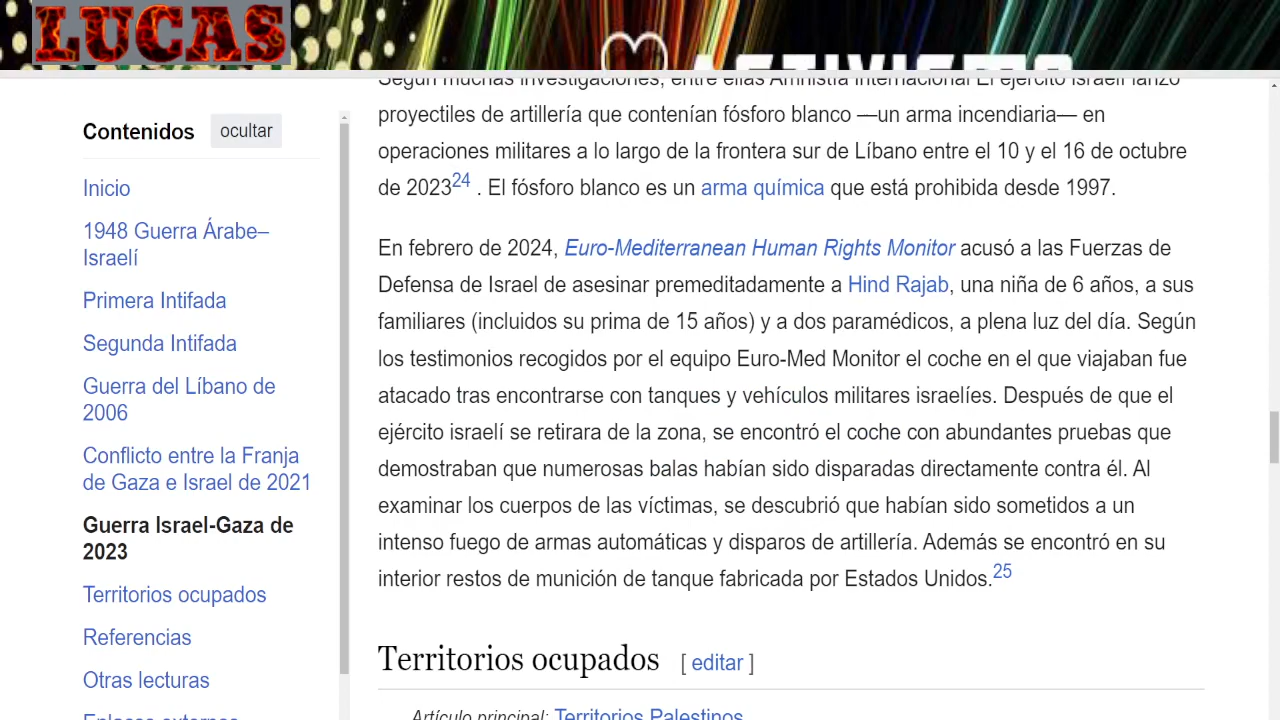 LUCAS
ACTIVISMO
Según muchas investigaciones, entre ellas Amnistía Internacional El ejército israelí lanzó
proyectiles de artillería que contenían fósforo blanco —un arma incendiaria— en
operaciones militares a lo largo de la frontera sur de Líbano entre el 10 y el 16 de octubre
de 202324 . El fósforo blanco es un arma química que está prohibida desde 1997.
En febrero de 2024, Euro-Mediterranean Human Rights Monitor acusó a las Fuerzas de
Defensa de Israel de asesinar premeditadamente a Hind Rajab, una niña de 6 años, a sus
familiares (incluidos su prima de 15 años) y a dos paramédicos, a plena luz del día. Según
los testimonios recogidos por el equipo Euro-Med Monitor el coche en el que viajaban fue
atacado tras encontrarse con tanques y vehículos militares israelíes. Después de que el
ejército israelí se retirara de la zona, se encontró el coche con abundantes pruebas que
demostraban que numerosas balas habían sido disparadas directamente contra él. Al
examinar los cuerpos de las víctimas, se descubrió que habían sido sometidos a un
intenso fuego de armas automáticas y disparos de artillería. Además se encontró en su
interior restos de munición de tanque fabricada por Estados Unidos.25
Territorios ocupados [ editar ]
Artículo principal: Territorios Palestinos
Contenidos ocultar
Inicio
1948 Guerra Árabe–
Israelí
Primera Intifada
Segunda Intifada
Guerra del Líbano de
2006
Conflicto entre la Franja
de Gaza e Israel de 2021
Guerra Israel-Gaza de
2023
Territorios ocupados
Referencias
Otras lecturas
Enlaces externos